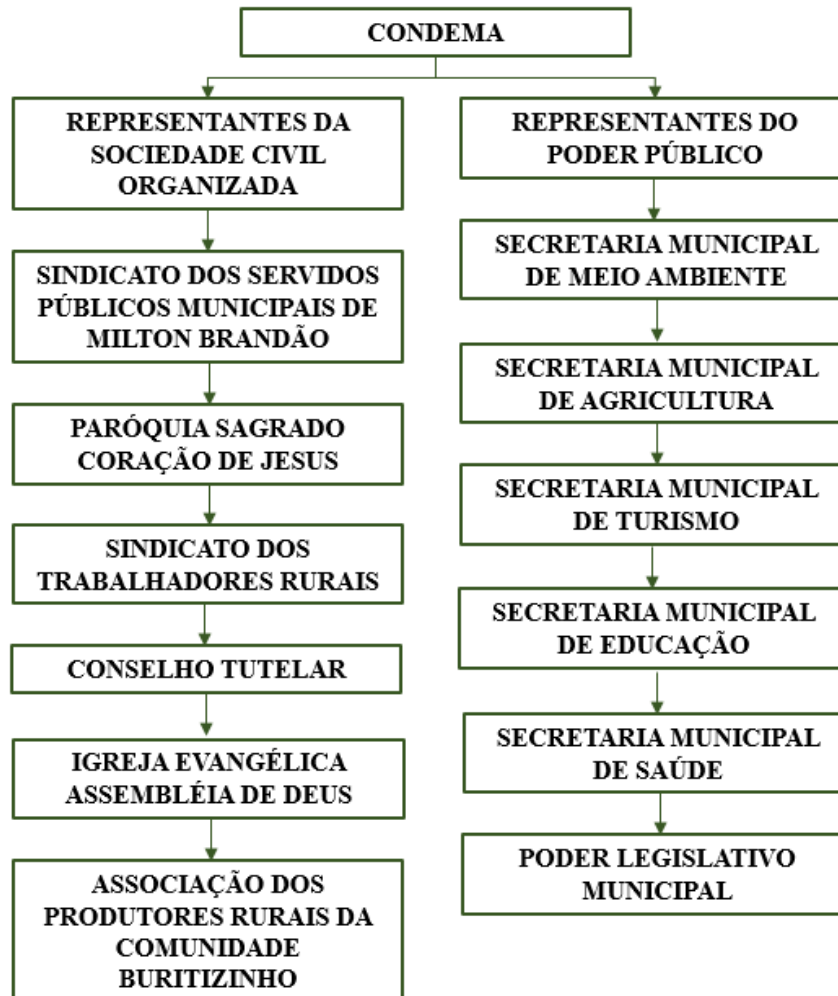 CONDEMA
REPRESENTANTES DA
SOCIEDADE CIVIL
ORGANIZADA
SINDICATO DOS SERVIDOS
PÚBLICOS MUNICIPAIS DE
MILTON BRANDÃO
PARÓQUIA SAGRADO
CORAÇÃO DE JESUS
SINDICATO DOS
TRABALHADORES RURAIS
CONSELHO TUTELAR
IGREJA EVANGÉLICA
ASSEMBLÉIA DE DEUS
ASSOCIAÇÃO DOS
PRODUTORES RURAIS DA
COMUNIDADE
BURITIZINHO
REPRESENTANTES DO
PODER PÚBLICO
SECRETARIA MUNICIPAL
DE MEIO AMBIENTE
SECRETARIA MUNICIPAL
DE AGRICULTURA
SECRETARIA MUNICIPAL
DE TURISMO
SECRETARIA MUNICIPAL
DE EDUCAÇÃO
SECRETARIA MUNICIPAL
DE SAÚDE
PODER LEGISLATIVO
MUNICIPAL